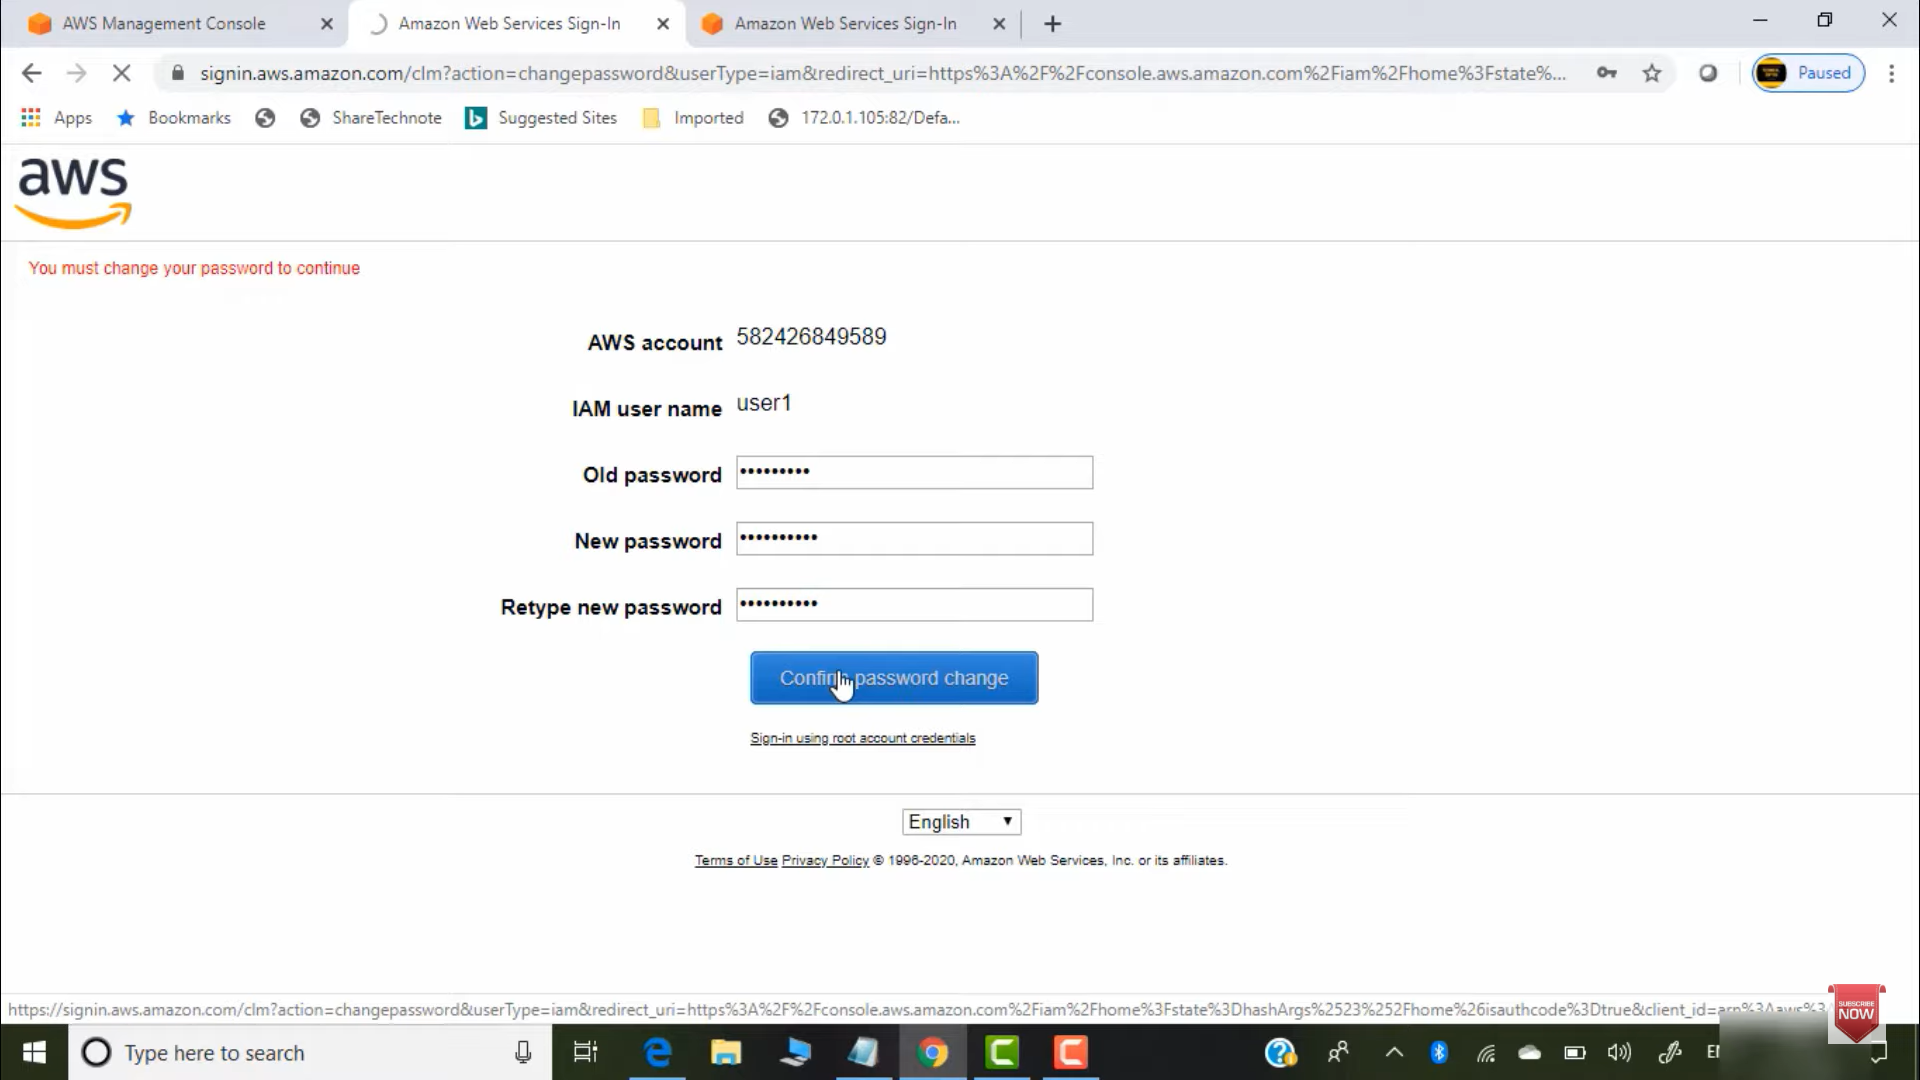 AWS Management Console
Amazon Web Services Sign-In
Amazon Web Services Sign-In
signin.aws.amazon.com/clm?action=changepassword&userType=iam&redirect_uri=https%3A%2F%2Fconsole.aws.amazon.com%2Fiam%2Fhome%3Fstate%...
Paused
Apps
Bookmarks
ShareTechnote
Suggested Sites
Imported
172.0.1.105:82/Defa...
aws
You must change your password to continue
AWS account 582426849589
IAM user name user1
Old password •••••••••
New password ••••••••••
Retype new password ••••••••••
Confirm password change
Sign-in using root account credentials
English
Terms of Use Privacy Policy © 1996-2020, Amazon Web Services, Inc. or its affiliates.
https://signin.aws.amazon.com/clm?action=changepassword&userType=iam&redirect_uri=https%3A%2F%2Fconsole.aws.amazon.com%2Fiam%2Fhome%3Fstate%3DhashArgs%2523%252Fhome%26isauthcode%3Dtrue&client_id=arn%3Aaws%3A
SUBSCRIBE
NOW
Type here to search